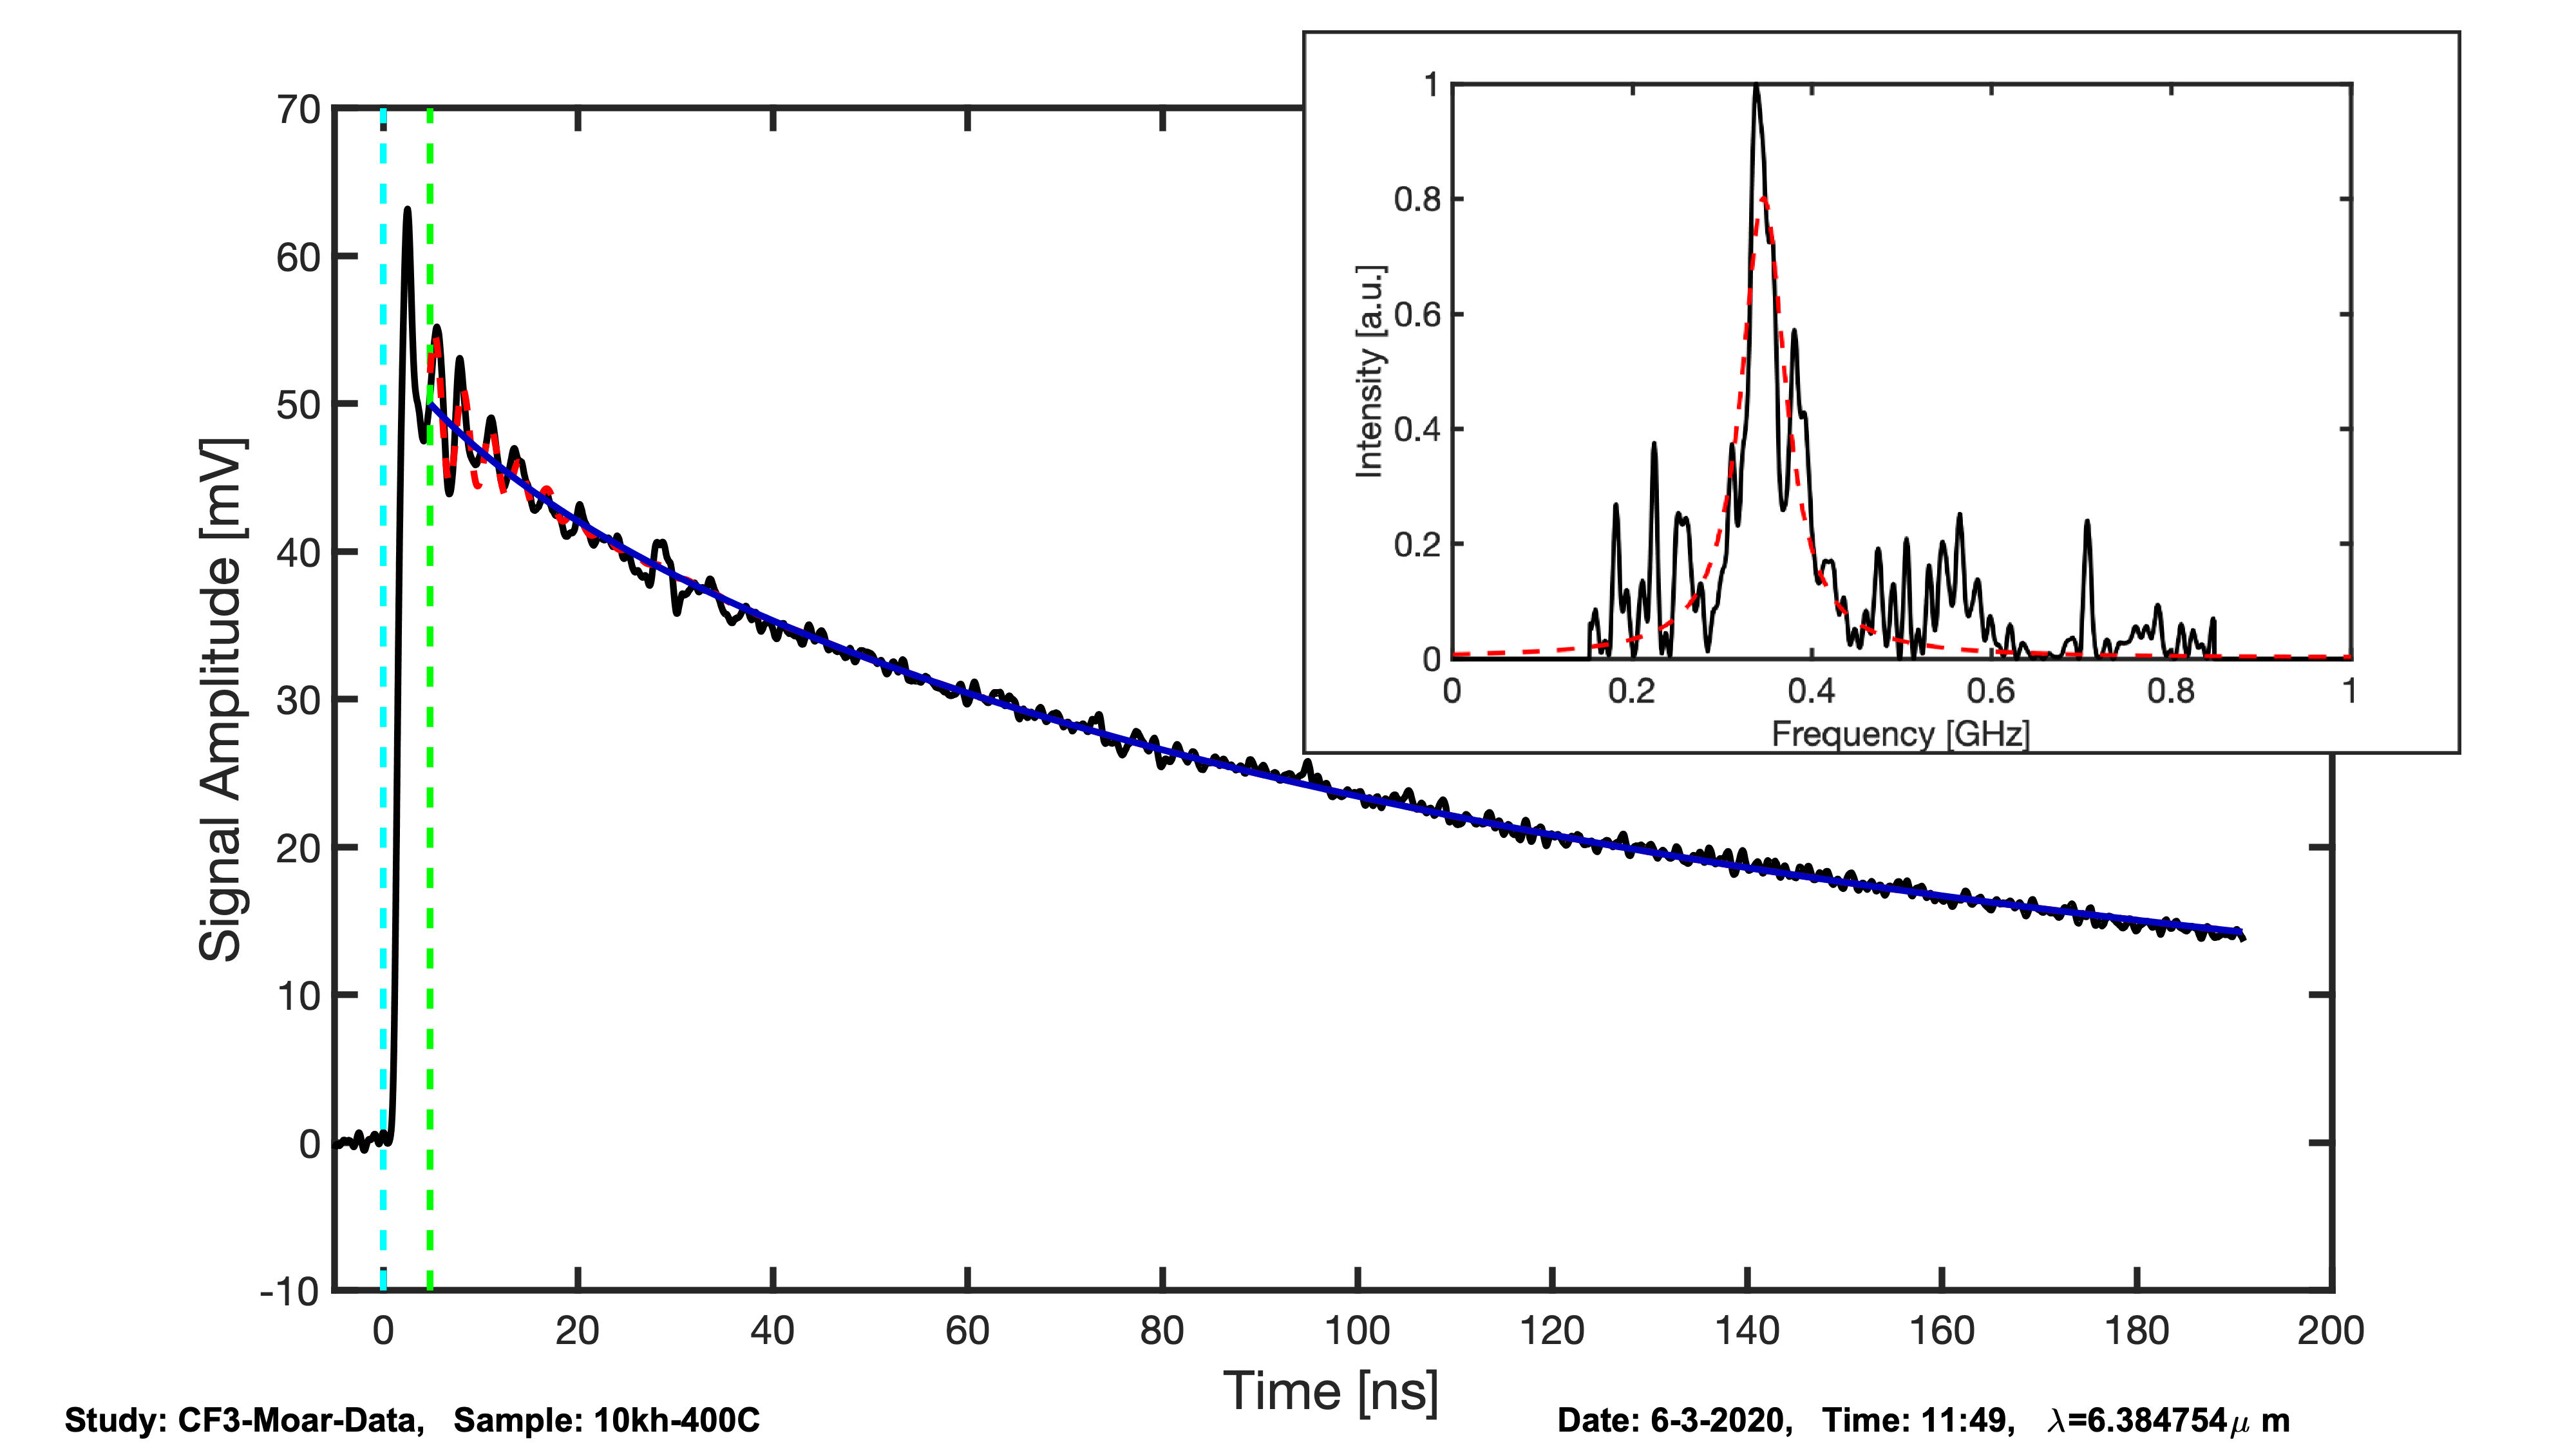 70
60
50
40
30
20
10
0
-10
Signal Amplitude [mV]
0 20 40 60 80 100 120 140 160 180 200
Time [ns]
1
0.8
0.6
0.4
0.2
0
Intensity [a.u.]
0 0.2 0.4 0.6 0.8 1
Frequency [GHz]
Study: CF3-Moar-Data, Sample: 10kh-400C
Date: 6-3-2020, Time: 11:49, λ=6.384754μ m